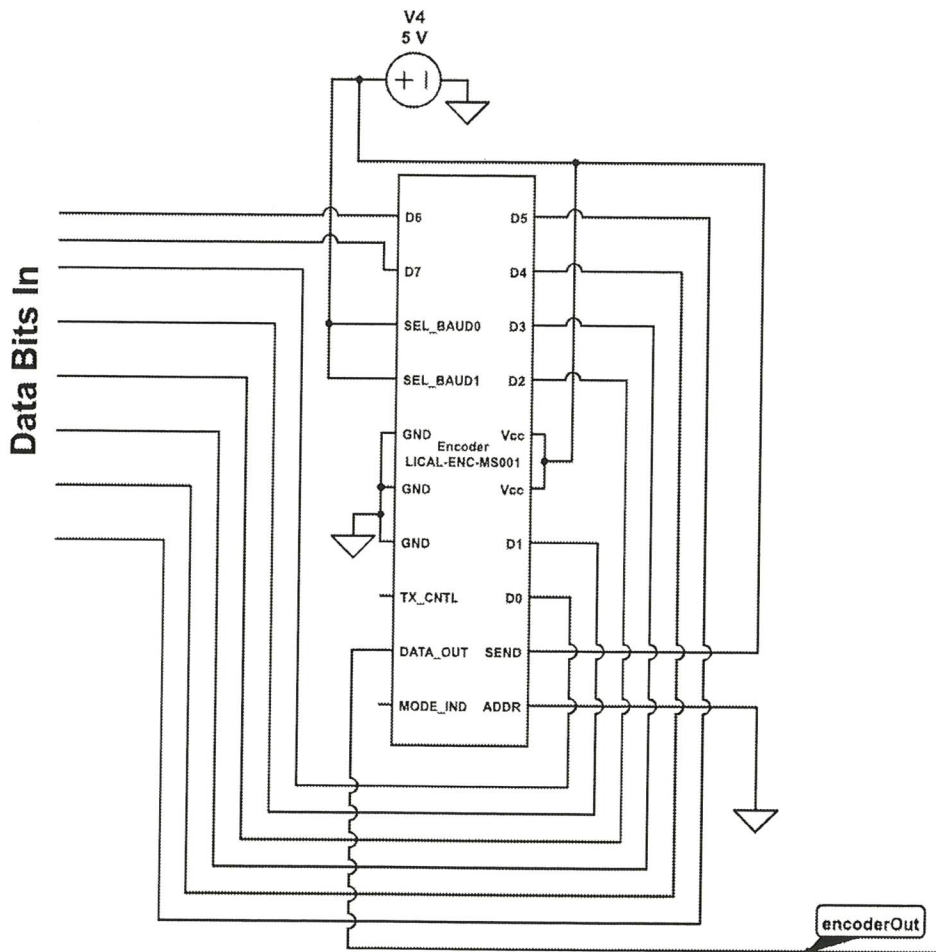 V4
5 V
Data Bits In
D6
D7
SEL_BAUD0
SEL_BAUD1
GND
GND
GND
TX_CNTL
DATA_OUT
MODE_IND
Encoder
LICAL-ENC-MS001
D5
D4
D3
D2
Vcc
Vcc
D1
D0
SEND
ADDR
encoderOut